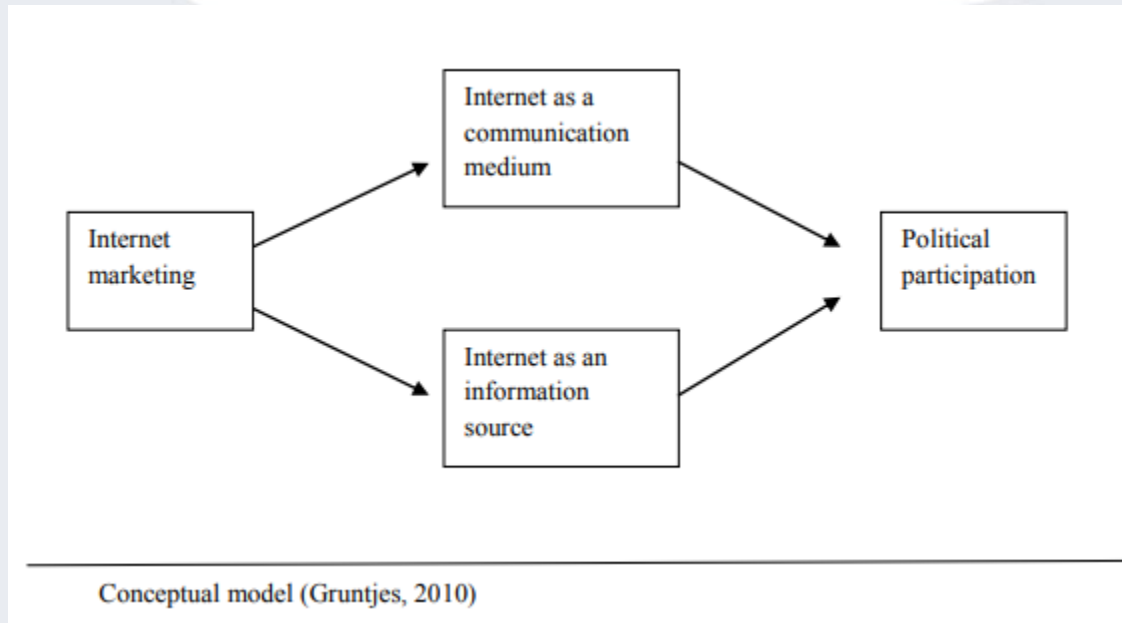 Internet as a
communication
medium
Internet
marketing
Political
participation
Internet as an
information
source
Conceptual model (Gruntjes, 2010)